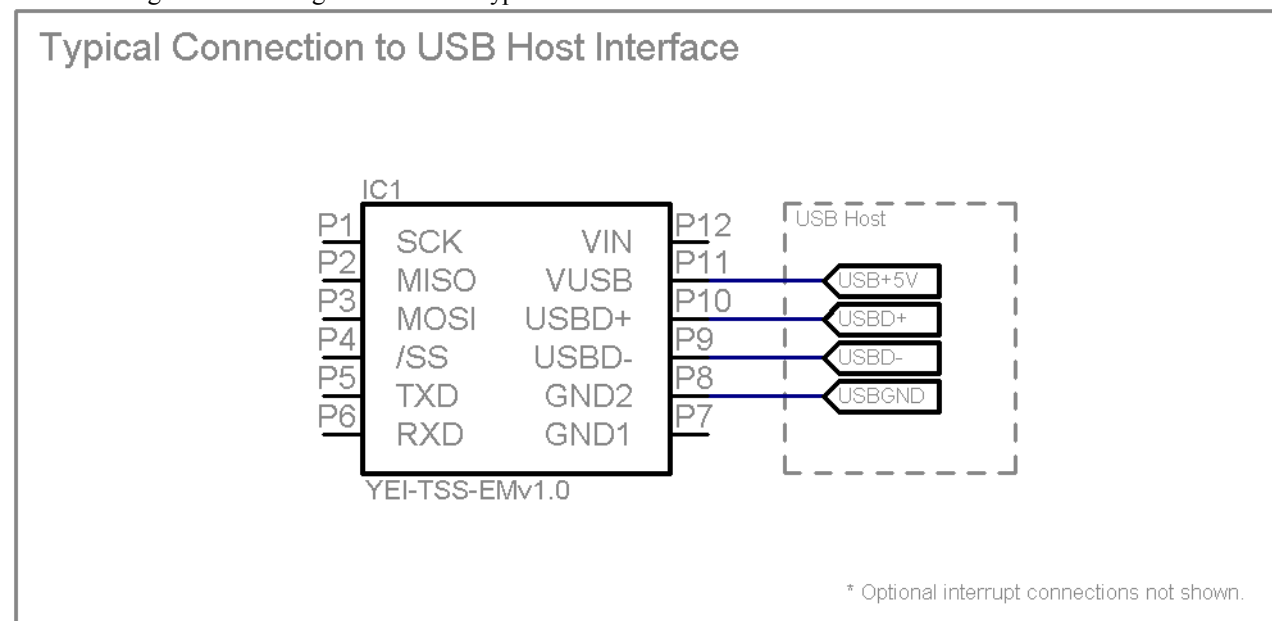 Typical Connection to USB Host Interface
IC1
P1 SCK VIN P12
P2 MISO VUSB P11
P3 MOSI USBD+ P10
P4 /SS USBD- P9
P5 TXD GND2 P8
P6 RXD GND1 P7
YEI-TSS-EMv1.0
USB Host
USB+5V
USBD+
USBD-
USBGND
* Optional interrupt connections not shown.